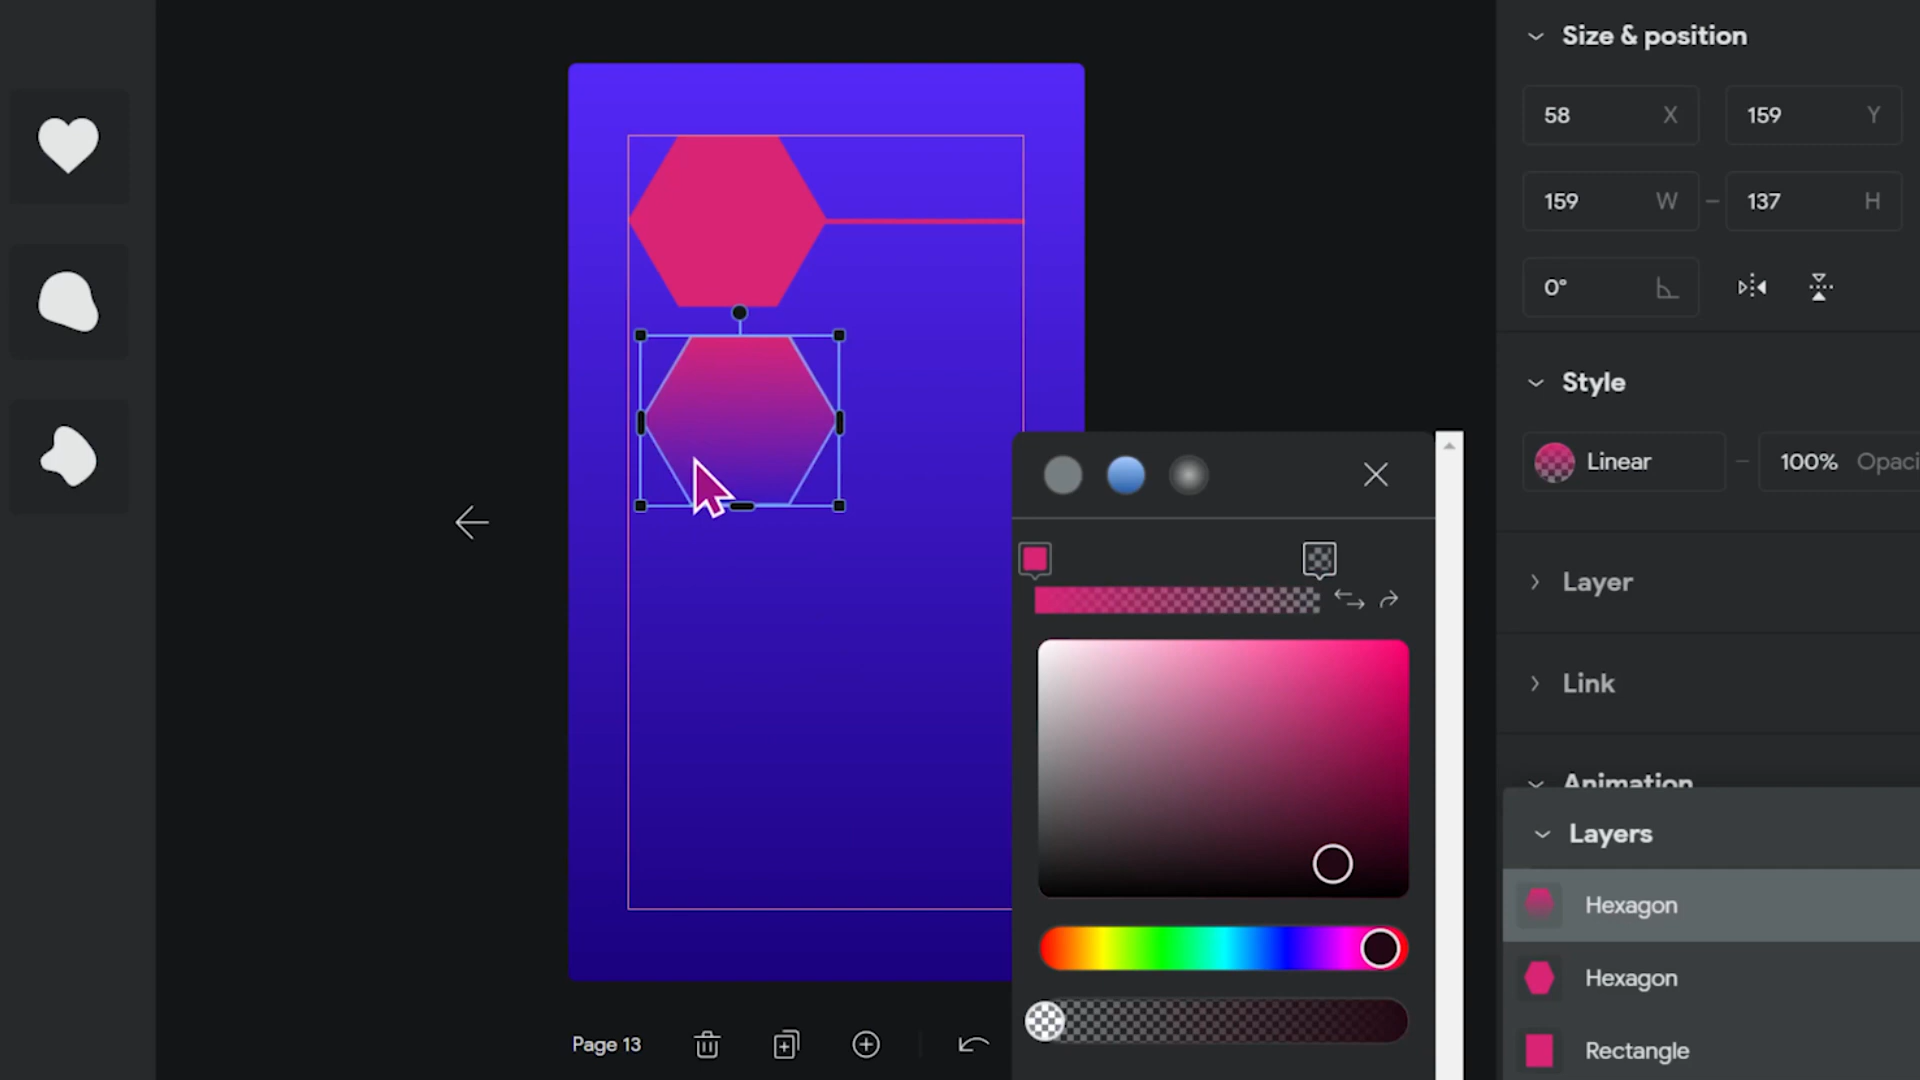 Size & position
58 X 159 Y
159 W – 137 H
0°
Style
Linear – 100% Opaci
Layer
Link
Animation
Layers
Hexagon
Hexagon
Rectangle
Page 13